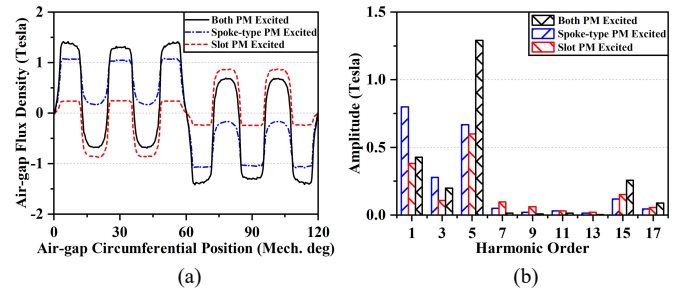 Both PM Excited
Spoke-type PM Excited
Slot PM Excited
Air-gap Flux Density (Tesla)
2
1
0
-1
-2
0
30
60
90
120
Air-gap Circumferential Position (Mech. deg)
(a)
Both PM Excited
Spoke-type PM Excited
Slot PM Excited
Amplitude (Tesla)
1.5
1.0
0.5
0.0
1
3
5
7
9
11
13
15
17
Harmonic Order
(b)